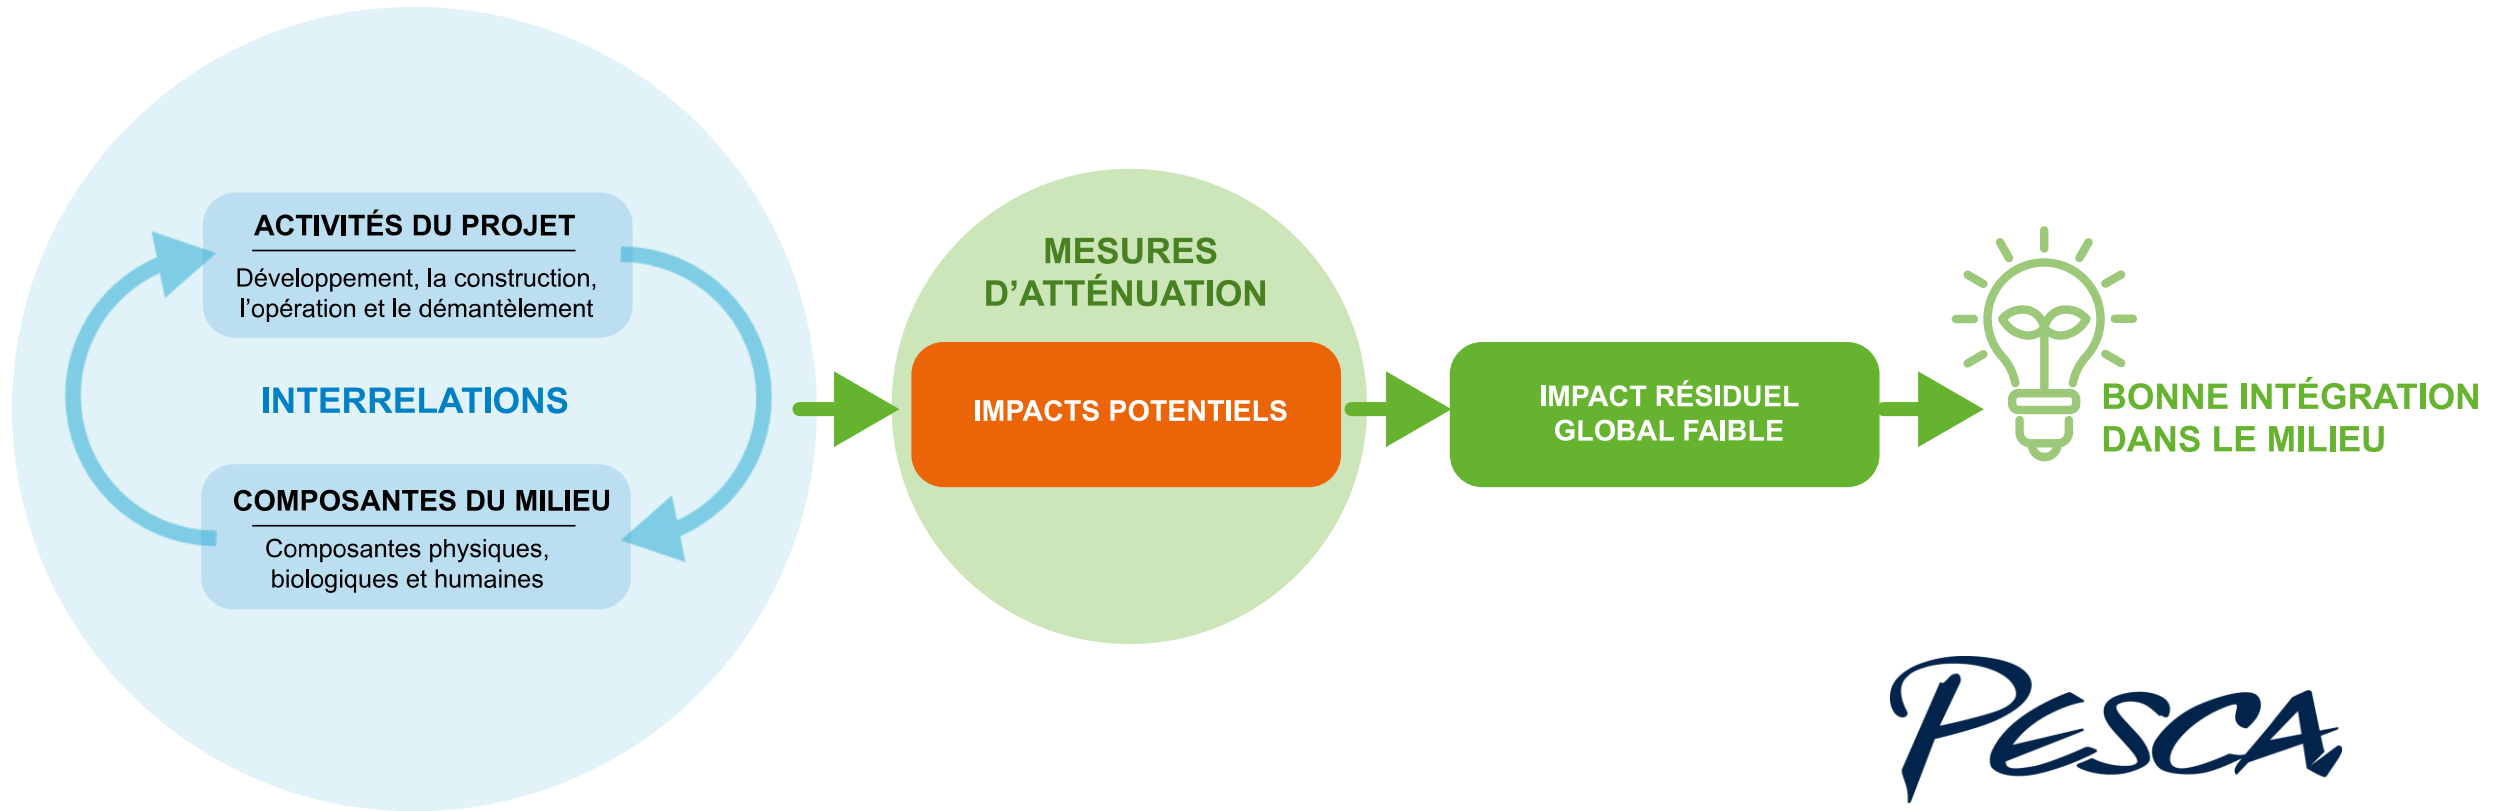 ACTIVITÉS DU PROJET
Développement, la construction,
l'opération et le démantèlement
INTERRELATIONS
COMPOSANTES DU MILIEU
Composantes physiques,
biologiques et humaines
MESURES
D'ATTÉNUATION
IMPACTS POTENTIELS
IMPACT RÉSIDUEL
GLOBAL FAIBLE
BONNE INTÉGRATION
DANS LE MILIEU
PESCA